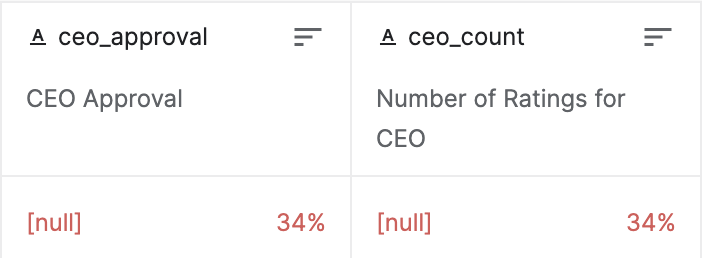 A ceo_approval
A ceo_count
CEO Approval
Number of Ratings for
CEO
[null] 34%
[null] 34%